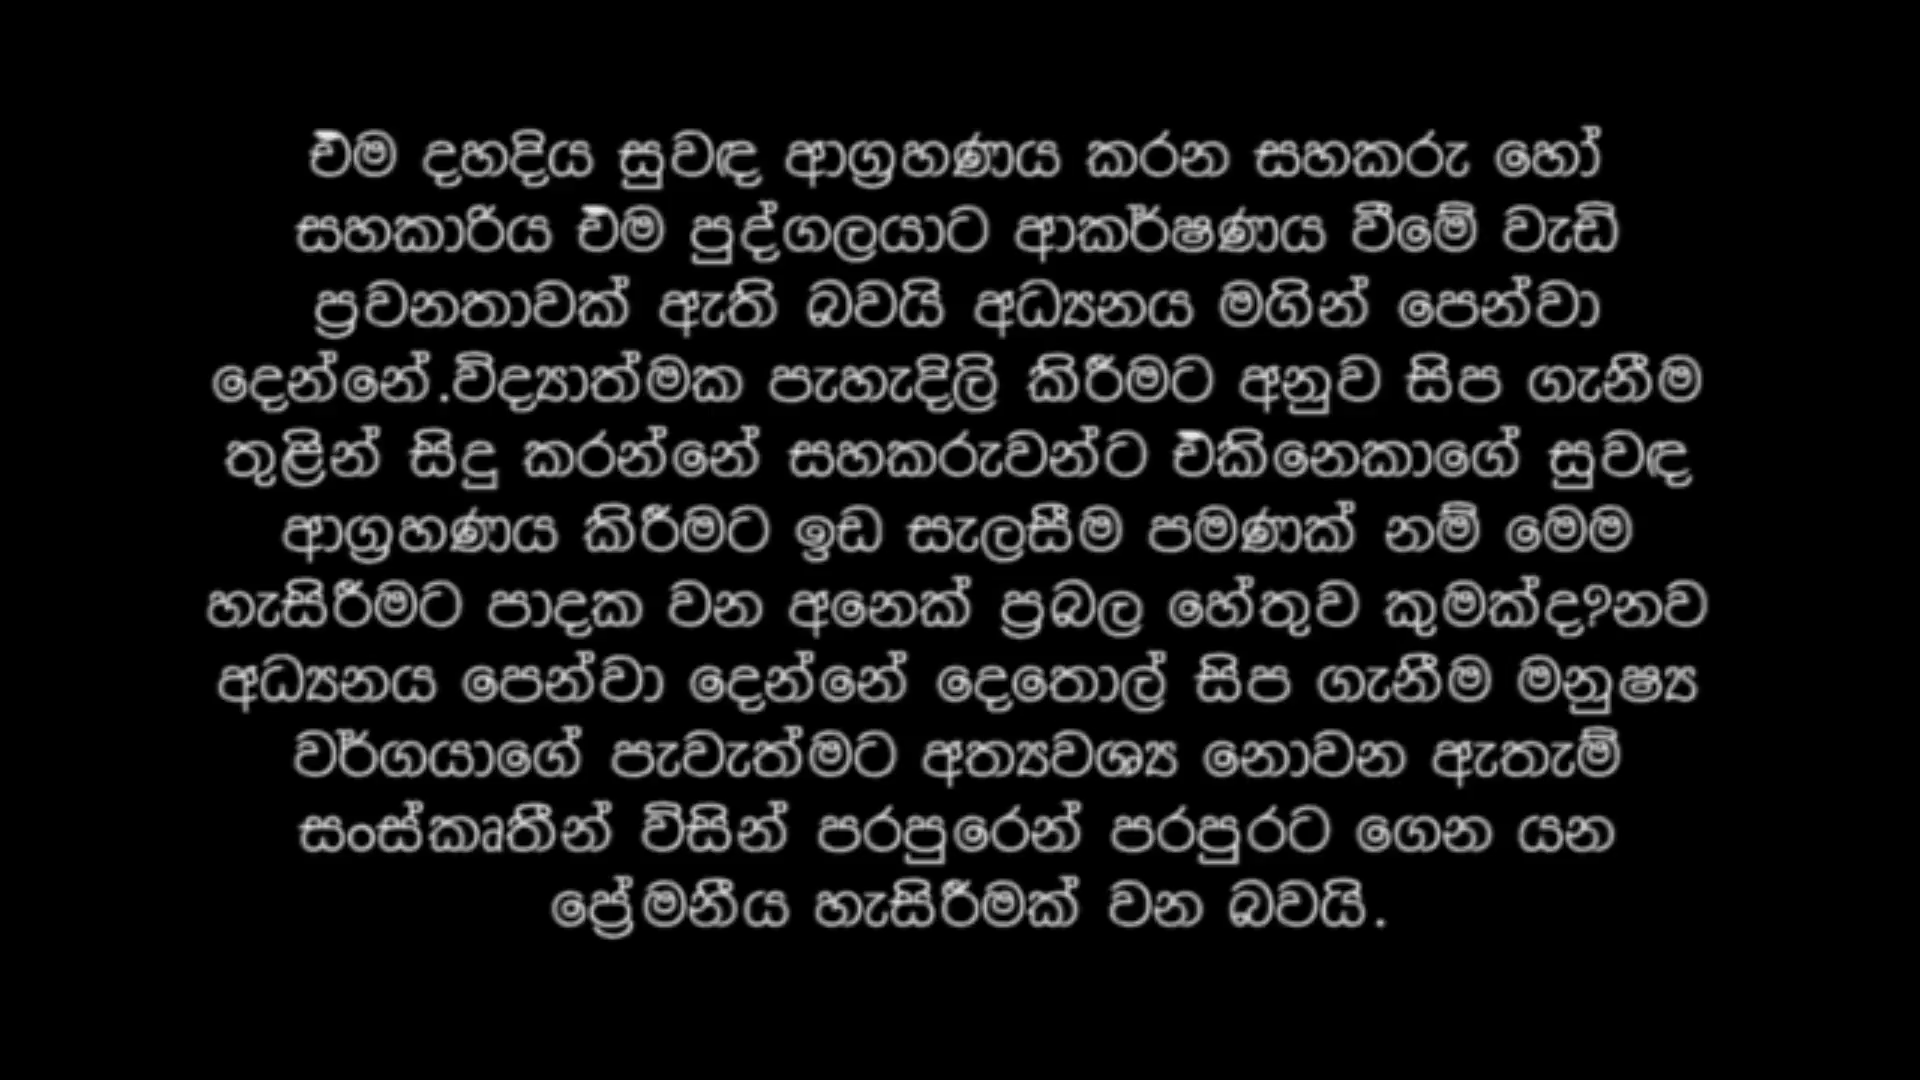 එම දහදිය සුවඳ ආග්‍රහණය කරන සහකරු හෝ
සහකාරිය එම පුද්ගලයාට ආකර්ෂණය වීමේ වැඩි
ප්‍රවනතාවක් ඇති බවයි අධ්‍යනය මගින් පෙන්වා
දෙන්නේ.විද්‍යාත්මක පැහැදිලි කිරීමට අනුව සිප ගැනීම
තුළින් සිදු කරන්නේ සහකරුවන්ට එකිනෙකාගේ සුවඳ
ආග්‍රහණය කිරීමට ඉඩ සැලසීම පමණක් නම් මෙම
හැසිරීමට පාදක වන අනෙක් ප්‍රබල හේතුව කුමක්ද?නව
අධ්‍යනය පෙන්වා දෙන්නේ දෙතොල් සිප ගැනීම මනුෂ්‍ය
වර්ගයාගේ පැවැත්මට අත්‍යවශ්‍ය නොවන ඇතැම්
සංස්කෘතීන් විසින් පරපුරෙන් පරපුරට ගෙන යන
ප්‍රේමනීය හැසිරීමක් වන බවයි.